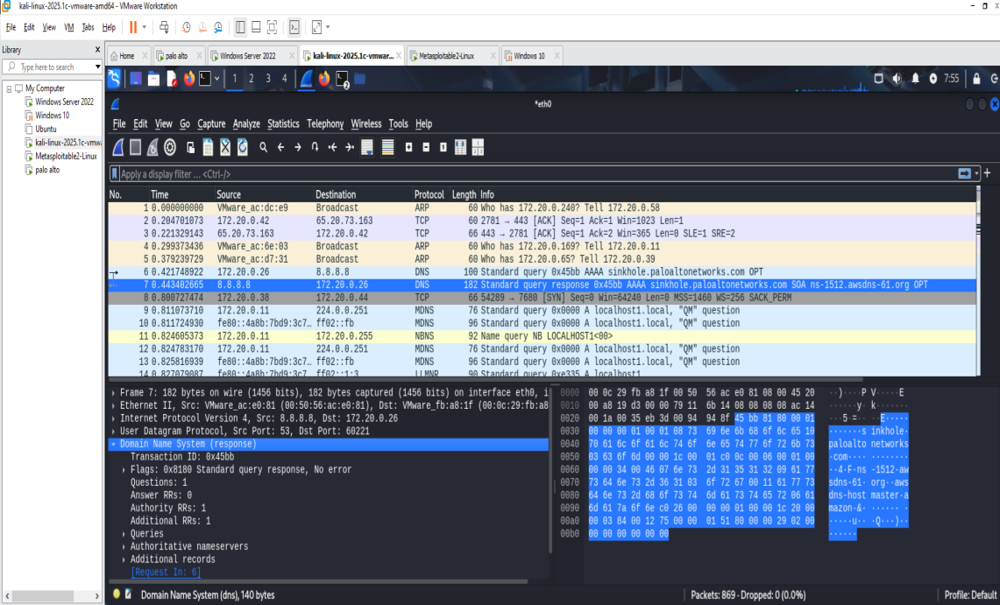 kali-linux-2025.1c-vmware-amd64 - VMware Workstation
File Edit View VM Tabs Help
Library
Type here to search
My Computer
Windows Server 2022
Windows 10
Ubuntu
kali-linux-2025.1c-vmwa
Metasploitable2-Linux
palo alto
Home palo alto Windows Server 2022 kali-linux-2025.1c-vmwar... Metasploitable2-Linux Windows 10
1 2 3 4 2 7:55
*eth0
File Edit View Go Capture Analyze Statistics Telephony Wireless Tools Help
Apply a display filter ... <Ctrl-/>
No. Time Source Destination Protocol Length Info
1 0.000000000 VMware_ac:dc:e9 Broadcast ARP 60 Who has 172.20.0.240? Tell 172.20.0.58
2 0.204701073 172.20.0.42 65.20.73.163 TCP 60 2781 → 443 [ACK] Seq=1 Ack=1 Win=1023 Len=1
3 0.221329143 65.20.73.163 172.20.0.42 TCP 66 443 → 2781 [ACK] Seq=1 Ack=2 Win=365 Len=0 SLE=1 SRE=2
4 0.299373436 VMware_ac:6e:03 Broadcast ARP 60 Who has 172.20.0.169? Tell 172.20.0.11
5 0.379239729 VMware_ac:d7:31 Broadcast ARP 60 Who has 172.20.0.65? Tell 172.20.0.39
6 0.421748922 172.20.0.26 8.8.8.8 DNS 100 Standard query 0x45bb AAAA sinkhole.paloaltonetworks.com OPT
7 0.443402665 8.8.8.8 172.20.0.26 DNS 182 Standard query response 0x45bb AAAA sinkhole.paloaltonetworks.com SOA ns-1512.awsdns-61.org OPT
8 0.800727474 172.20.0.38 172.20.0.44 TCP 66 54289 → 7680 [SYN] Seq=0 Win=64240 Len=0 MSS=1460 WS=256 SACK_PERM
9 0.811073710 172.20.0.11 224.0.0.251 MDNS 76 Standard query 0x0000 A localhost1.local, "QM" question
10 0.811724930 fe80::4a8b:7bd9:3c7… ff02::fb MDNS 96 Standard query 0x0000 A localhost1.local, "QM" question
11 0.824605373 172.20.0.11 172.20.0.255 NBNS 92 Name query NB LOCALHOST1<00>
12 0.824783170 172.20.0.11 224.0.0.251 MDNS 76 Standard query 0x0000 A localhost1.local, "QM" question
13 0.825816939 fe80::4a8b:7bd9:3c7… ff02::fb MDNS 96 Standard query 0x0000 A localhost1.local, "QM" question
14 0.827079087 fe80::4a8b:7bd9:3c7… ff02::1:3 LLMNR 90 Standard query 0xe335 A localhost1
Frame 7: 182 bytes on wire (1456 bits), 182 bytes captured (1456 bits) on interface eth0, i
Ethernet II, Src: VMware_ac:e0:81 (00:50:56:ac:e0:81), Dst: VMware_fb:a8:1f (00:0c:29:fb:a8
Internet Protocol Version 4, Src: 8.8.8.8, Dst: 172.20.0.26
User Datagram Protocol, Src Port: 53, Dst Port: 60221
Domain Name System (response)
Transaction ID: 0x45bb
Flags: 0x8180 Standard query response, No error
Questions: 1
Answer RRs: 0
Authority RRs: 1
Additional RRs: 1
Queries
Authoritative nameservers
Additional records
[Request In: 6]
0000 00 0c 29 fb a8 1f 00 50 56 ac e0 81 08 00 45 20 ··)····P V·····E
0010 00 a8 19 d3 00 00 79 11 6b 14 08 08 08 08 ac 14 ······y· k·······
0020 00 1a 00 35 eb 3d 00 94 94 8f 45 bb 81 80 00 01 ···5·=·· ··E·····
0030 00 00 00 01 00 01 08 73 69 6e 6b 68 6f 6c 65 10 ·······s inkhole·
0040 70 61 6c 6f 61 6c 74 6f 6e 65 74 77 6f 72 6b 73 paloalto networks
0050 03 63 6f 6d 00 00 1c 00 01 c0 0c 00 06 00 01 00 ·com···· ········
0060 00 00 34 00 46 07 6e 73 2d 31 35 31 32 09 61 77 ··4·F·ns -1512·aw
0070 73 64 6e 73 2d 36 31 03 6f 72 67 00 11 61 77 73 sdns-61· org··aws
0080 64 6e 73 2d 68 6f 73 74 6d 61 73 74 65 72 06 61 dns-host master·a
0090 6d 61 7a 6f 6e c0 26 00 00 00 01 00 00 1c 20 00 mazon·&· ······ ·
00a0 00 03 84 00 12 75 00 00 01 51 80 00 00 29 02 00 ·····u·· ·Q···)··
00b0 00 00 00 00 00 00 ······
Domain Name System (dns), 140 bytes Packets: 869 · Dropped: 0 (0.0%) Profile: Default